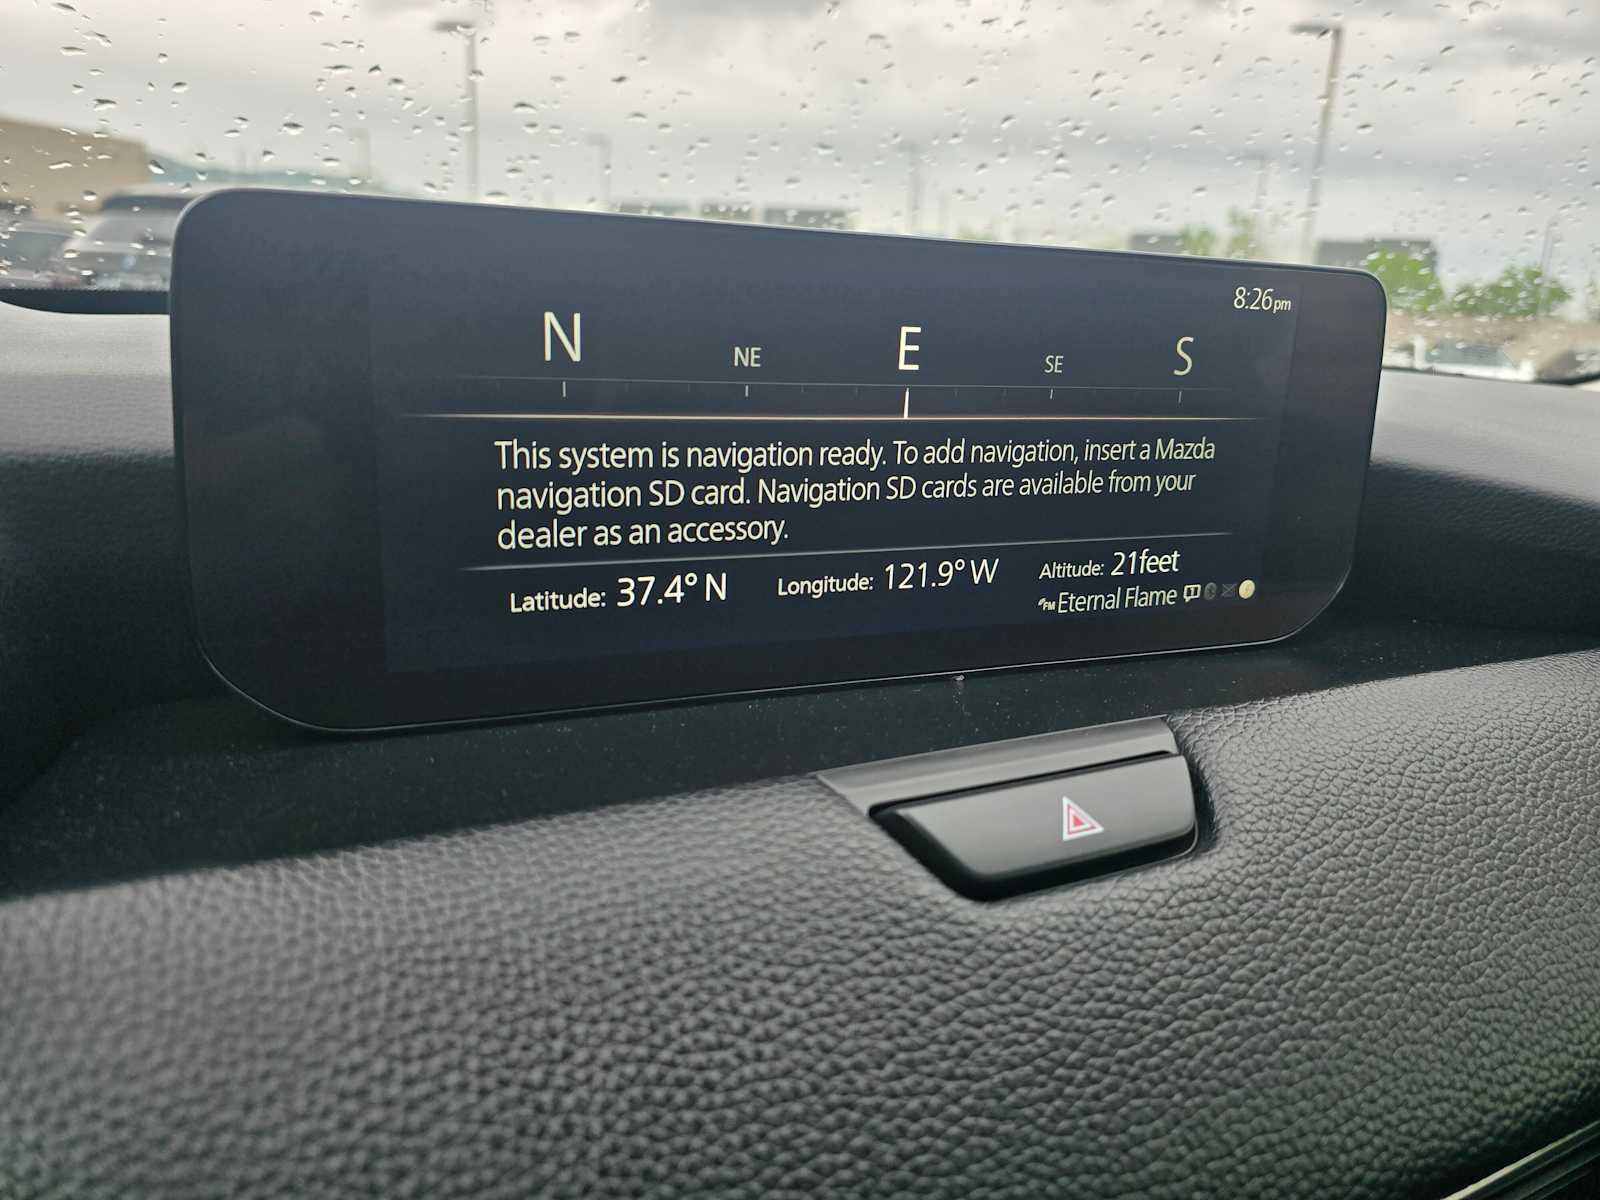 8:26pm
N NE E SE S
This system is navigation ready. To add navigation, insert a Mazda
navigation SD card. Navigation SD cards are available from your
dealer as an accessory.
Latitude: 37.4° N Longitude: 121.9° W Altitude: 21feet
FM Eternal Flame